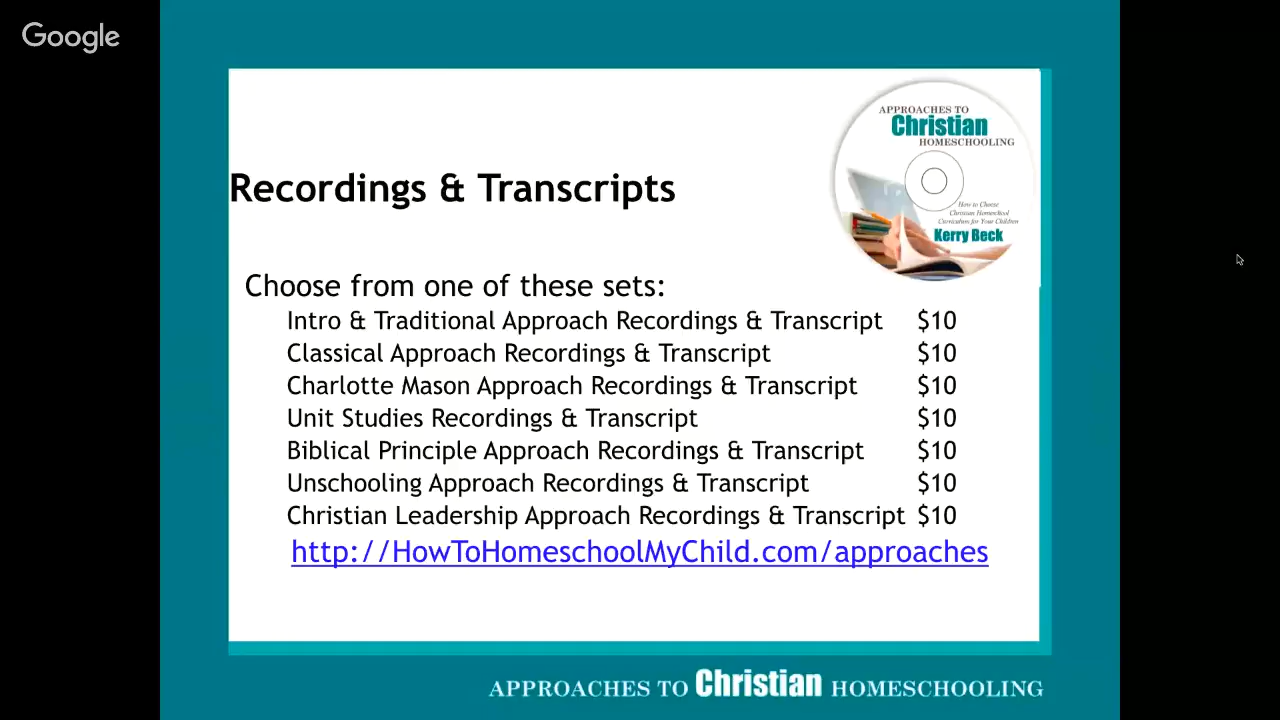 Google
APPROACHES TO
Christian
HOMESCHOOLING
How to Choose
Christian Homeschool
Curriculum for Your Children
Kerry Beck
Recordings & Transcripts
Choose from one of these sets:
Intro & Traditional Approach Recordings & Transcript $10
Classical Approach Recordings & Transcript $10
Charlotte Mason Approach Recordings & Transcript $10
Unit Studies Recordings & Transcript $10
Biblical Principle Approach Recordings & Transcript $10
Unschooling Approach Recordings & Transcript $10
Christian Leadership Approach Recordings & Transcript $10
http://HowToHomeschoolMyChild.com/approaches
APPROACHES TO Christian HOMESCHOOLING